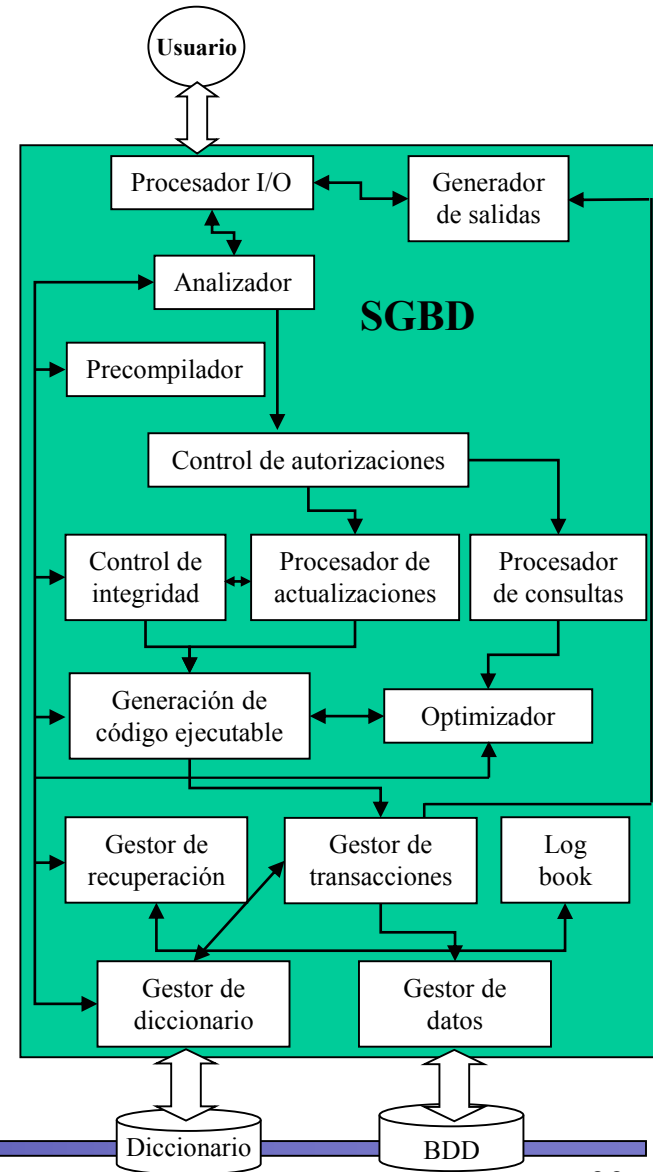 Usuario
Procesador I/O
Generador
de salidas
Analizador
SGBD
Precompilador
Control de autorizaciones
Control de
integridad
Procesador de
actualizaciones
Procesador
de consultas
Generación de
código ejecutable
Optimizador
Gestor de
recuperación
Gestor de
transacciones
Log
book
Gestor de
diccionario
Gestor de
datos
Diccionario
BDD